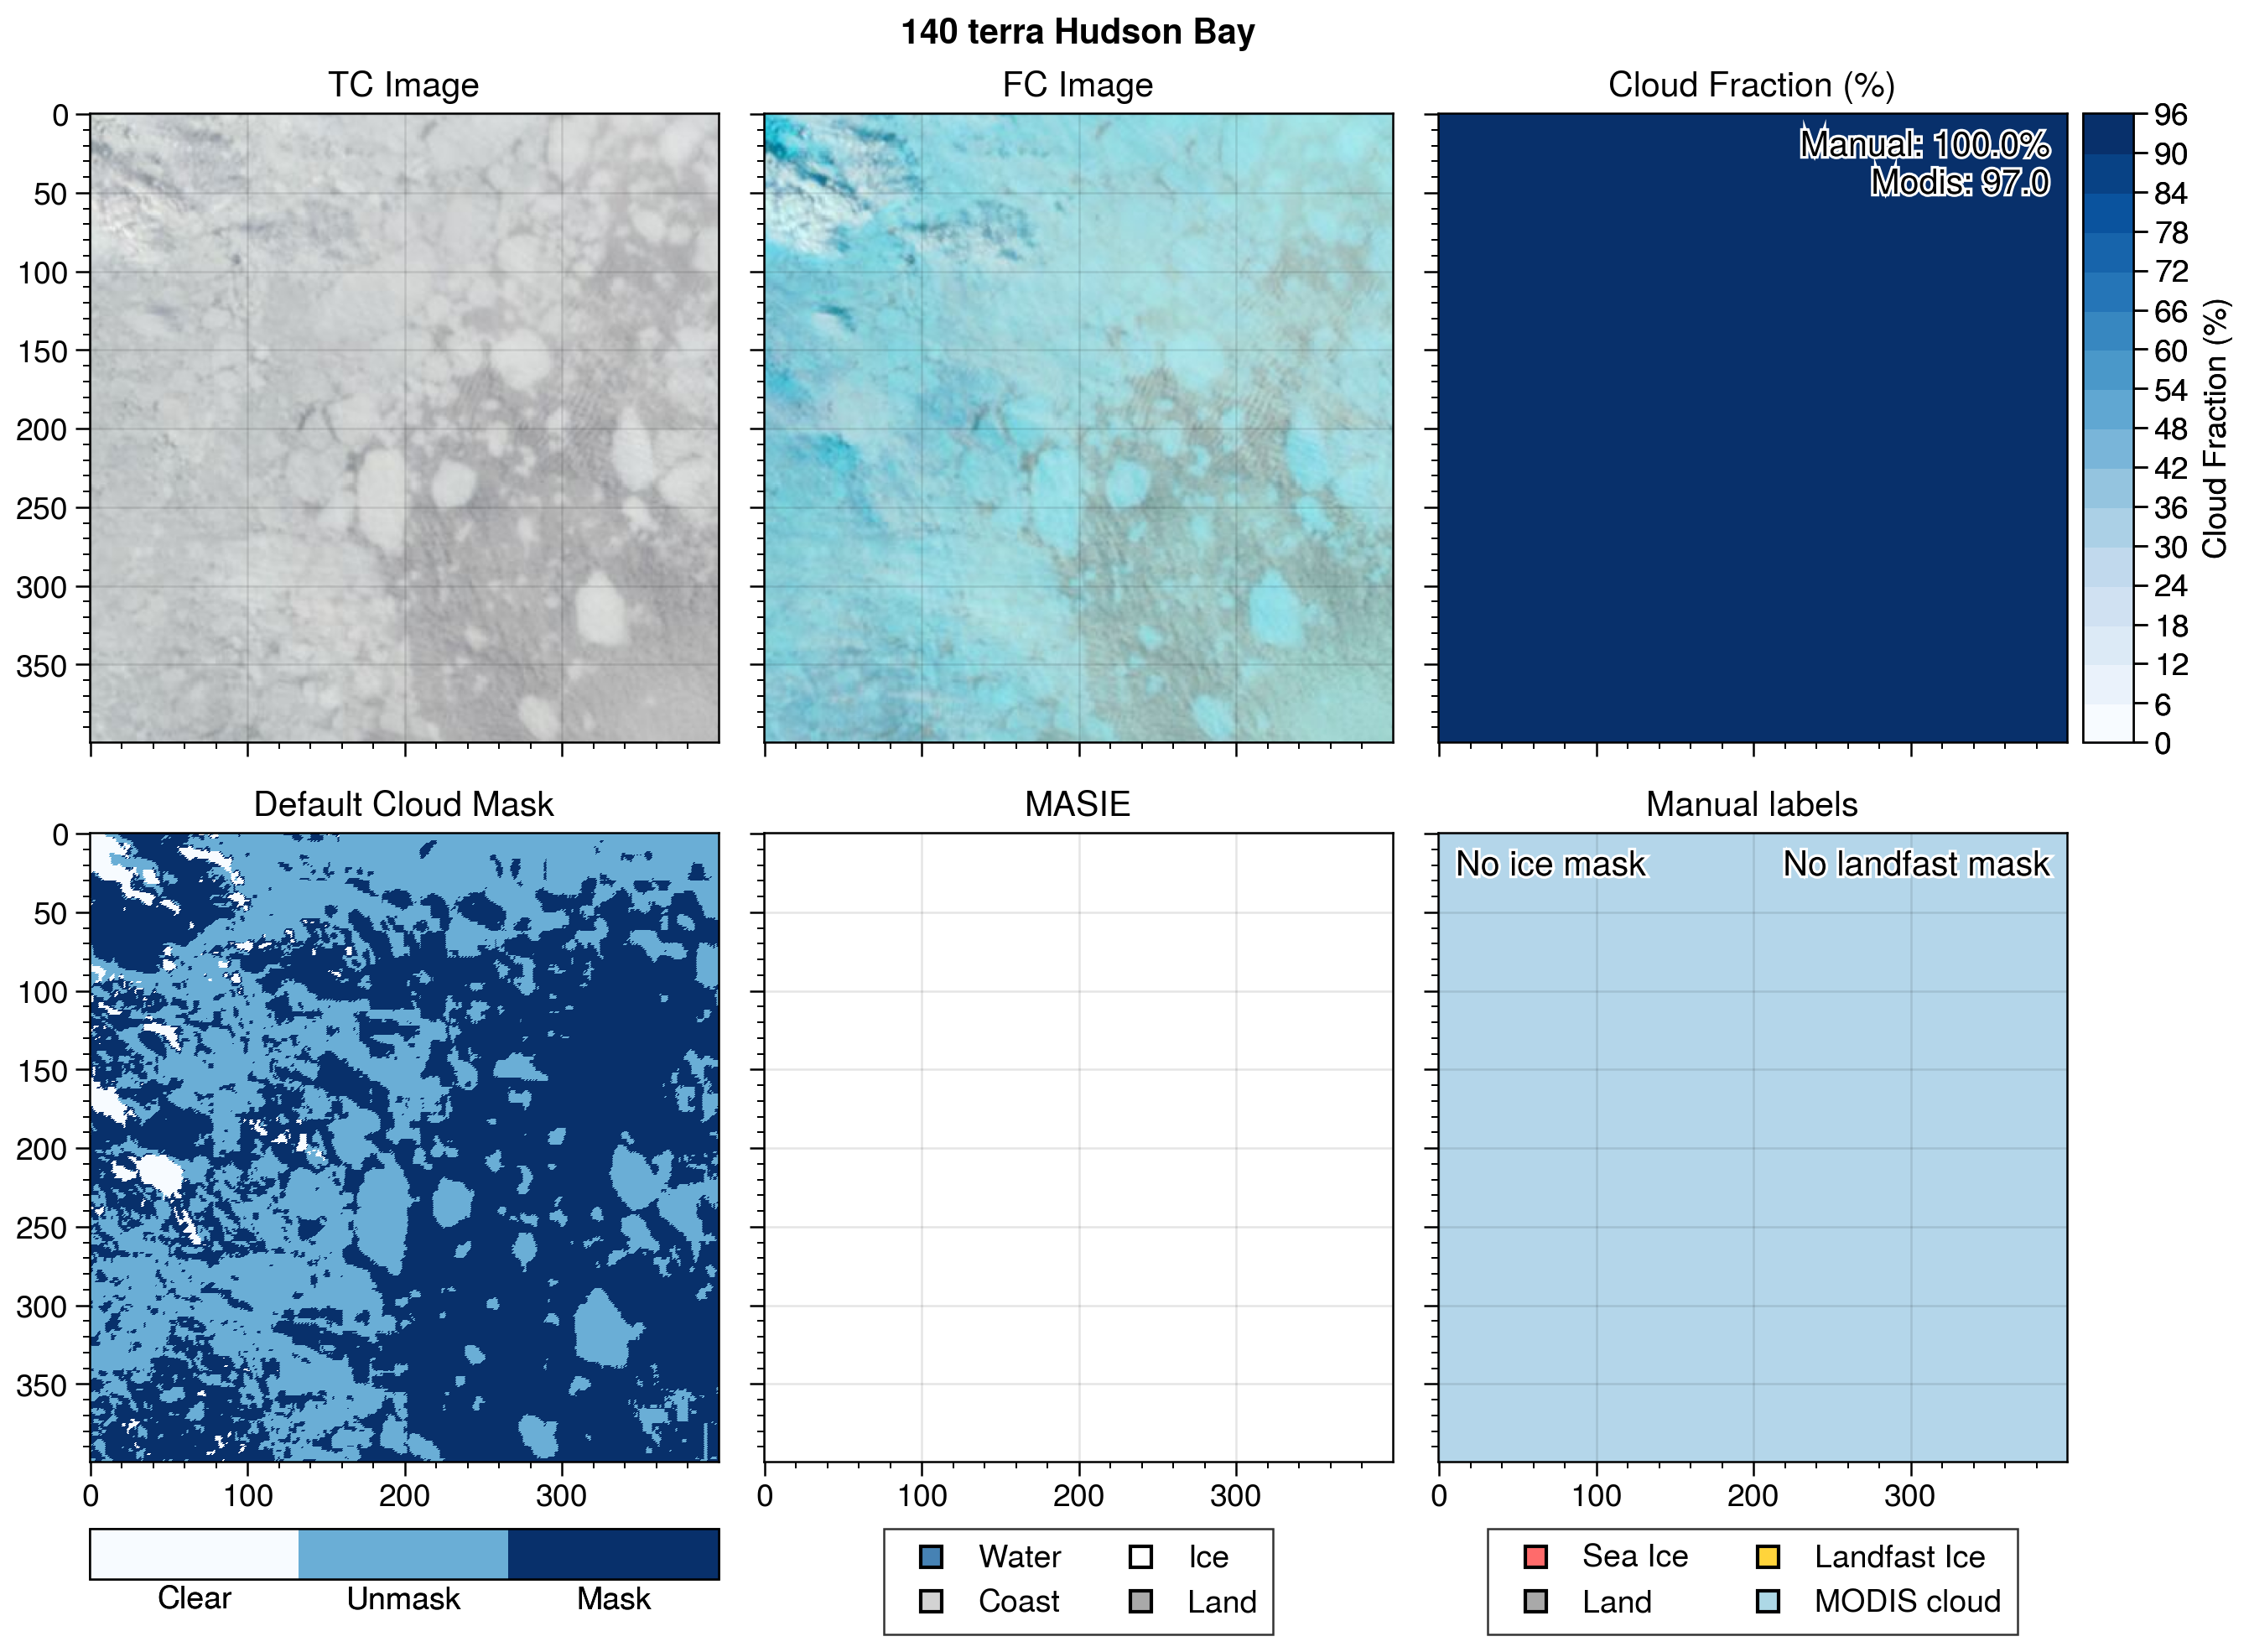 140 terra Hudson Bay
TC Image
FC Image
Cloud Fraction (%)
0
50
100
150
200
250
300
350
Manual: 100.0%
Modis: 97.0
96
90
84
78
72
66
60
54
48
42
36
30
24
18
12
6
0
Cloud Fraction (%)
Default Cloud Mask
MASIE
Manual labels
0
50
100
150
200
250
300
350
No ice mask
No landfast mask
0 100 200 300
0 100 200 300
0 100 200 300
Clear Unmask Mask
Water Ice
Coast Land
Sea Ice Landfast Ice
Land MODIS cloud